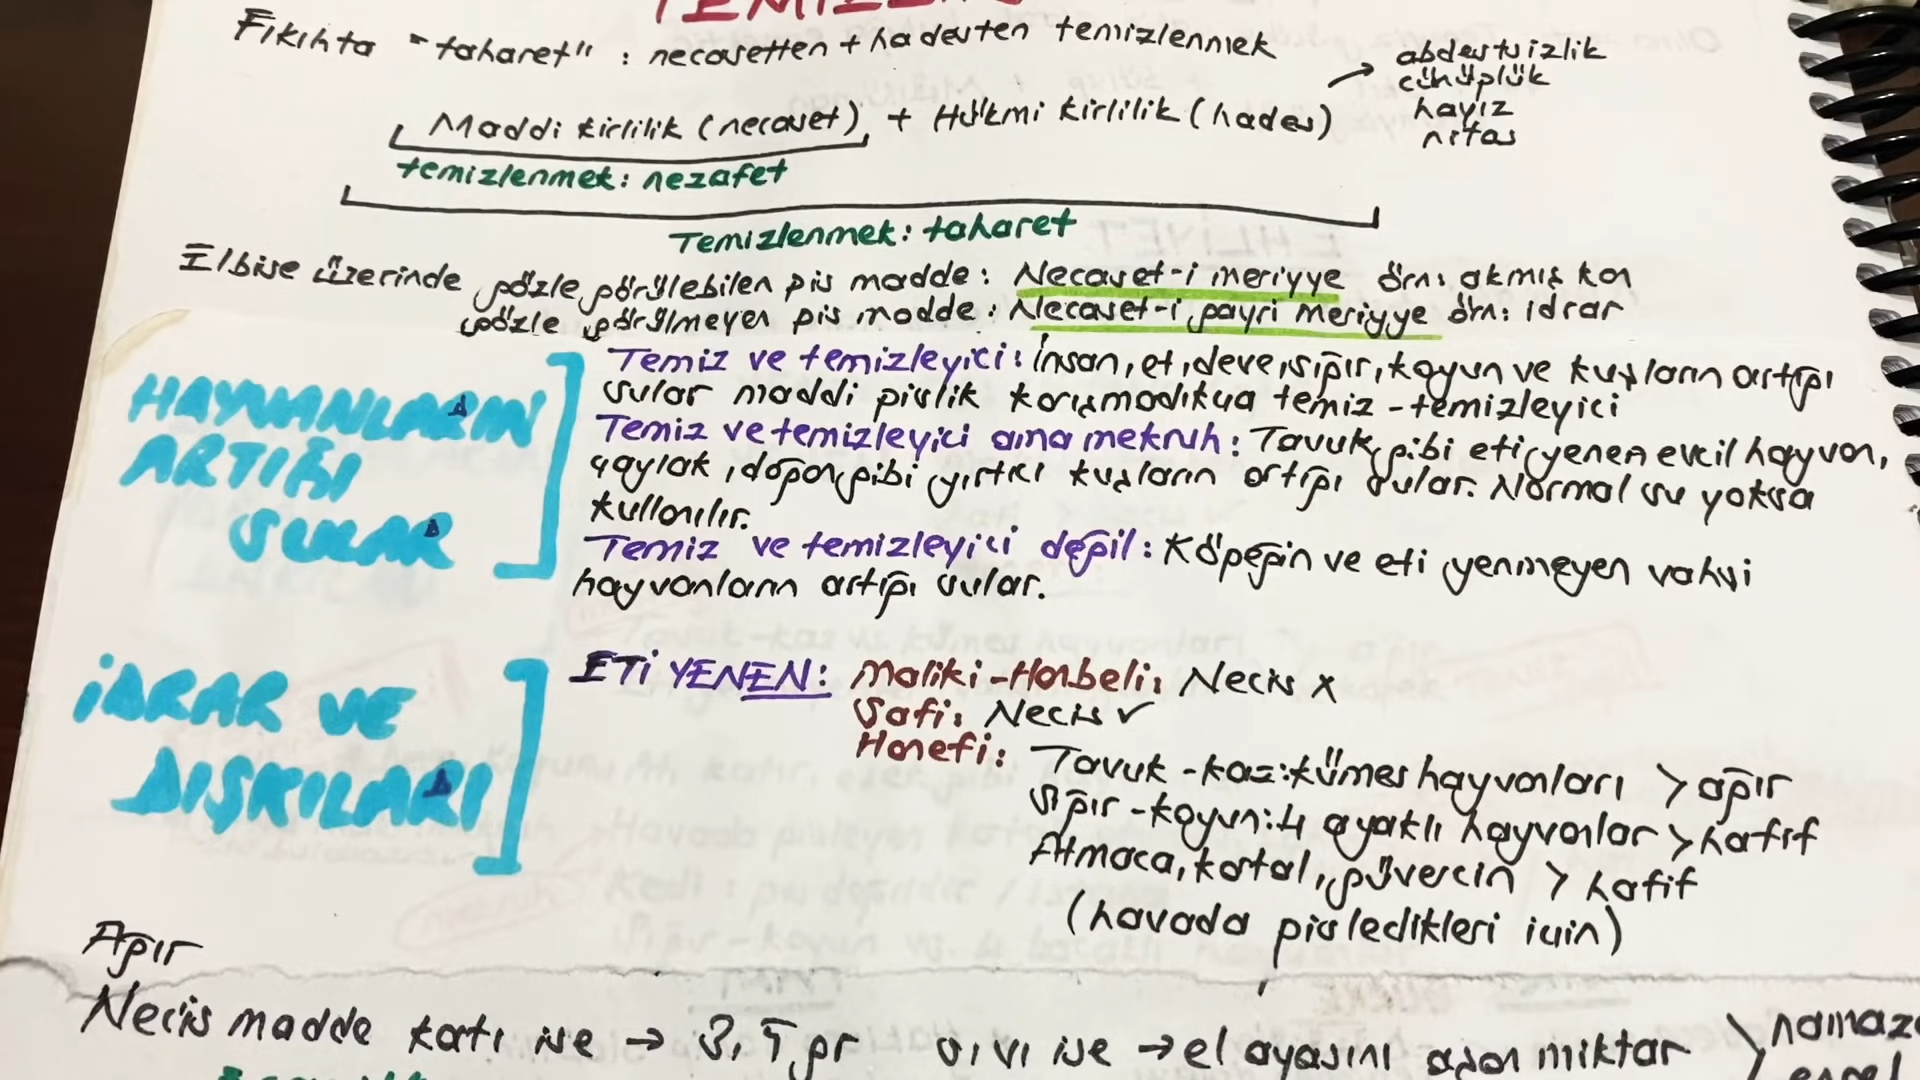 TEMİZLİK
Fıkıhta "taharet" : necasetten + hadesten temizlenmek
Maddi kirlilik (necaset) + Hükmi kirlilik (hades)
abdestsizlik
cünüplük
hayız
nifas
temizlenmek: nezafet
Temizlenmek: taharet
Elbise üzerinde gözle görülebilen pis madde: Necaset-i meriyye örn: akmış kan
gözle görülmeyen pis madde: Necaset-i gayri meriyye örn: idrar
HAYVANLARIN
ARTIĞI
SULAR
Temiz ve temizleyici: İnsan, et, deve, sığır, koyun ve kuşların artığı
sular maddi pislik karışmadıkça temiz-temizleyici
Temiz ve temizleyici ama mekruh: Tavuk gibi eti yenen evcil hayvan,
çaylak, doğan gibi yırtıcı kuşların artığı sular. Normal su yoksa
kullanılır.
Temiz ve temizleyici değil: Köpeğin ve eti yenmeyen vahşi
hayvanların artığı sular.
İDRAR VE
DIŞKILARI
ETİ YENEN: Maliki-Hanbeli: Necis x
Şafi: Necis ✓
Hanefi: Tavuk-kaz:kümes hayvanları > ağır
Sığır-koyun:4 ayaklı hayvanlar > hafif
Atmaca, kartal, güvercin > hafif
(havada pisledikleri için)
Ağır
Necis madde katı ise → 3,5 gr sıvı ise → el ayasını aşan miktar > namaza
engel